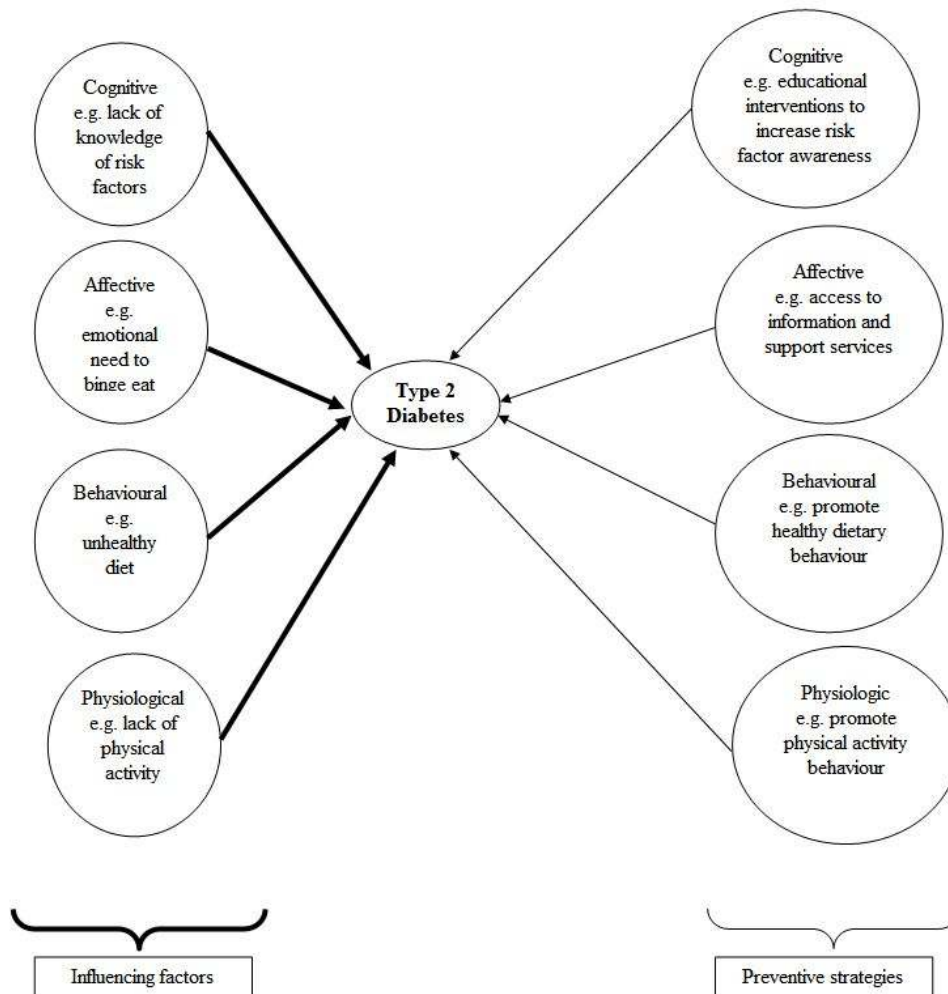 Cognitive
e.g. lack of
knowledge
of risk
factors
Affective
e.g.
emotional
need to
binge eat
Behavioural
e.g.
unhealthy
diet
Physiological
e.g. lack of
physical
activity
Type 2
Diabetes
Cognitive
e.g. educational
interventions to
increase risk
factor awareness
Affective
e.g. access to
information and
support services
Behavioural
e.g. promote
healthy dietary
behaviour
Physiologic
e.g. promote
physical activity
behaviour
Influencing factors
Preventive strategies